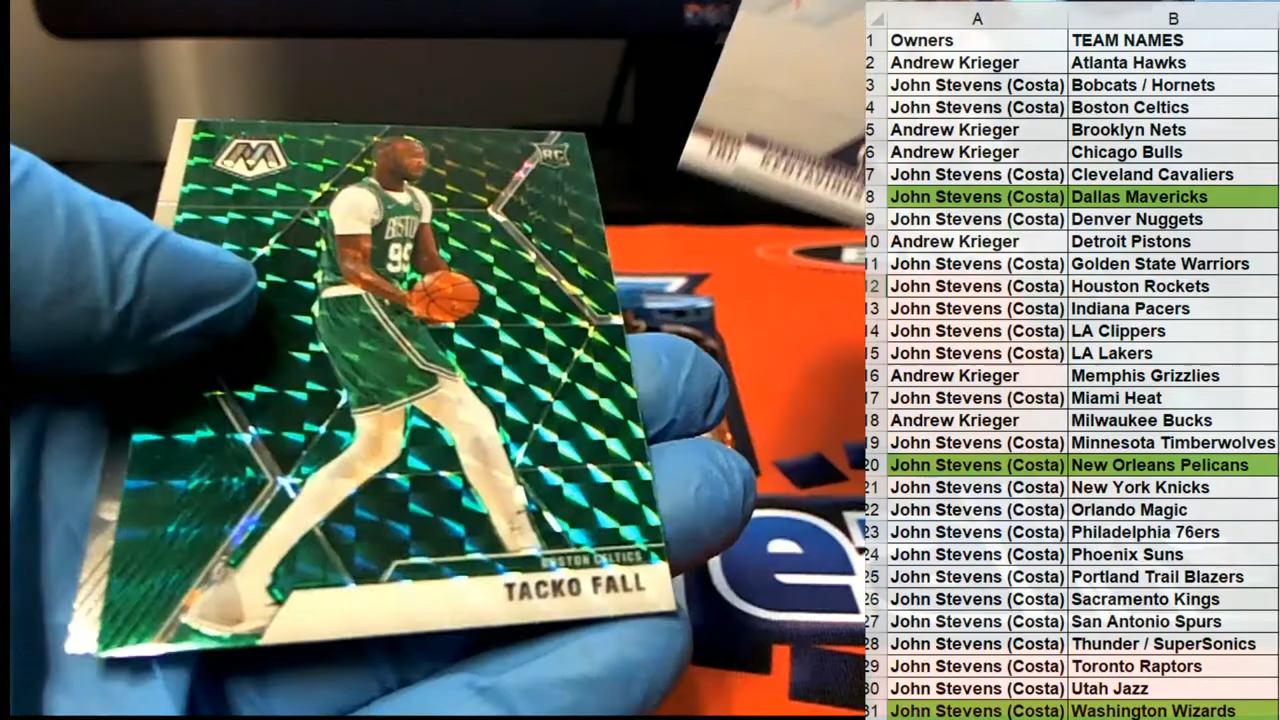 RC
BOSTON
99
BOSTON CELTICS
TACKO FALL
e
A B
1 Owners TEAM NAMES
2 Andrew Krieger Atlanta Hawks
3 John Stevens (Costa) Bobcats / Hornets
4 John Stevens (Costa) Boston Celtics
5 Andrew Krieger Brooklyn Nets
6 Andrew Krieger Chicago Bulls
7 John Stevens (Costa) Cleveland Cavaliers
8 John Stevens (Costa) Dallas Mavericks
9 John Stevens (Costa) Denver Nuggets
10 Andrew Krieger Detroit Pistons
11 John Stevens (Costa) Golden State Warriors
12 John Stevens (Costa) Houston Rockets
13 John Stevens (Costa) Indiana Pacers
14 John Stevens (Costa) LA Clippers
15 John Stevens (Costa) LA Lakers
16 Andrew Krieger Memphis Grizzlies
17 John Stevens (Costa) Miami Heat
18 Andrew Krieger Milwaukee Bucks
19 John Stevens (Costa) Minnesota Timberwolves
20 John Stevens (Costa) New Orleans Pelicans
21 John Stevens (Costa) New York Knicks
22 John Stevens (Costa) Orlando Magic
23 John Stevens (Costa) Philadelphia 76ers
24 John Stevens (Costa) Phoenix Suns
25 John Stevens (Costa) Portland Trail Blazers
26 John Stevens (Costa) Sacramento Kings
27 John Stevens (Costa) San Antonio Spurs
28 John Stevens (Costa) Thunder / SuperSonics
29 John Stevens (Costa) Toronto Raptors
30 John Stevens (Costa) Utah Jazz
31 John Stevens (Costa) Washington Wizards